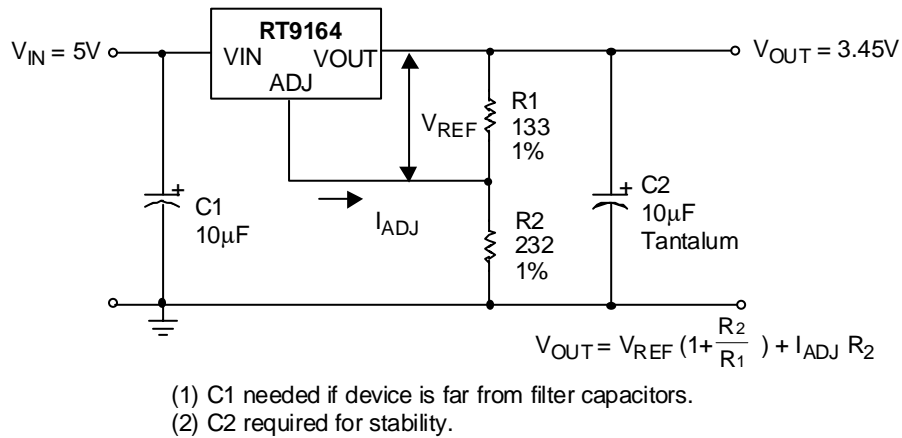 RT9164
V_IN = 5V
VIN VOUT
ADJ
V_OUT = 3.45V
R1
133
1%
V_REF
C1
10μF
I_ADJ
R2
232
1%
C2
10μF
Tantalum
+
+
V_OUT = V_REF (1+R2/R1) + I_ADJ R2
(1) C1 needed if device is far from filter capacitors.
(2) C2 required for stability.